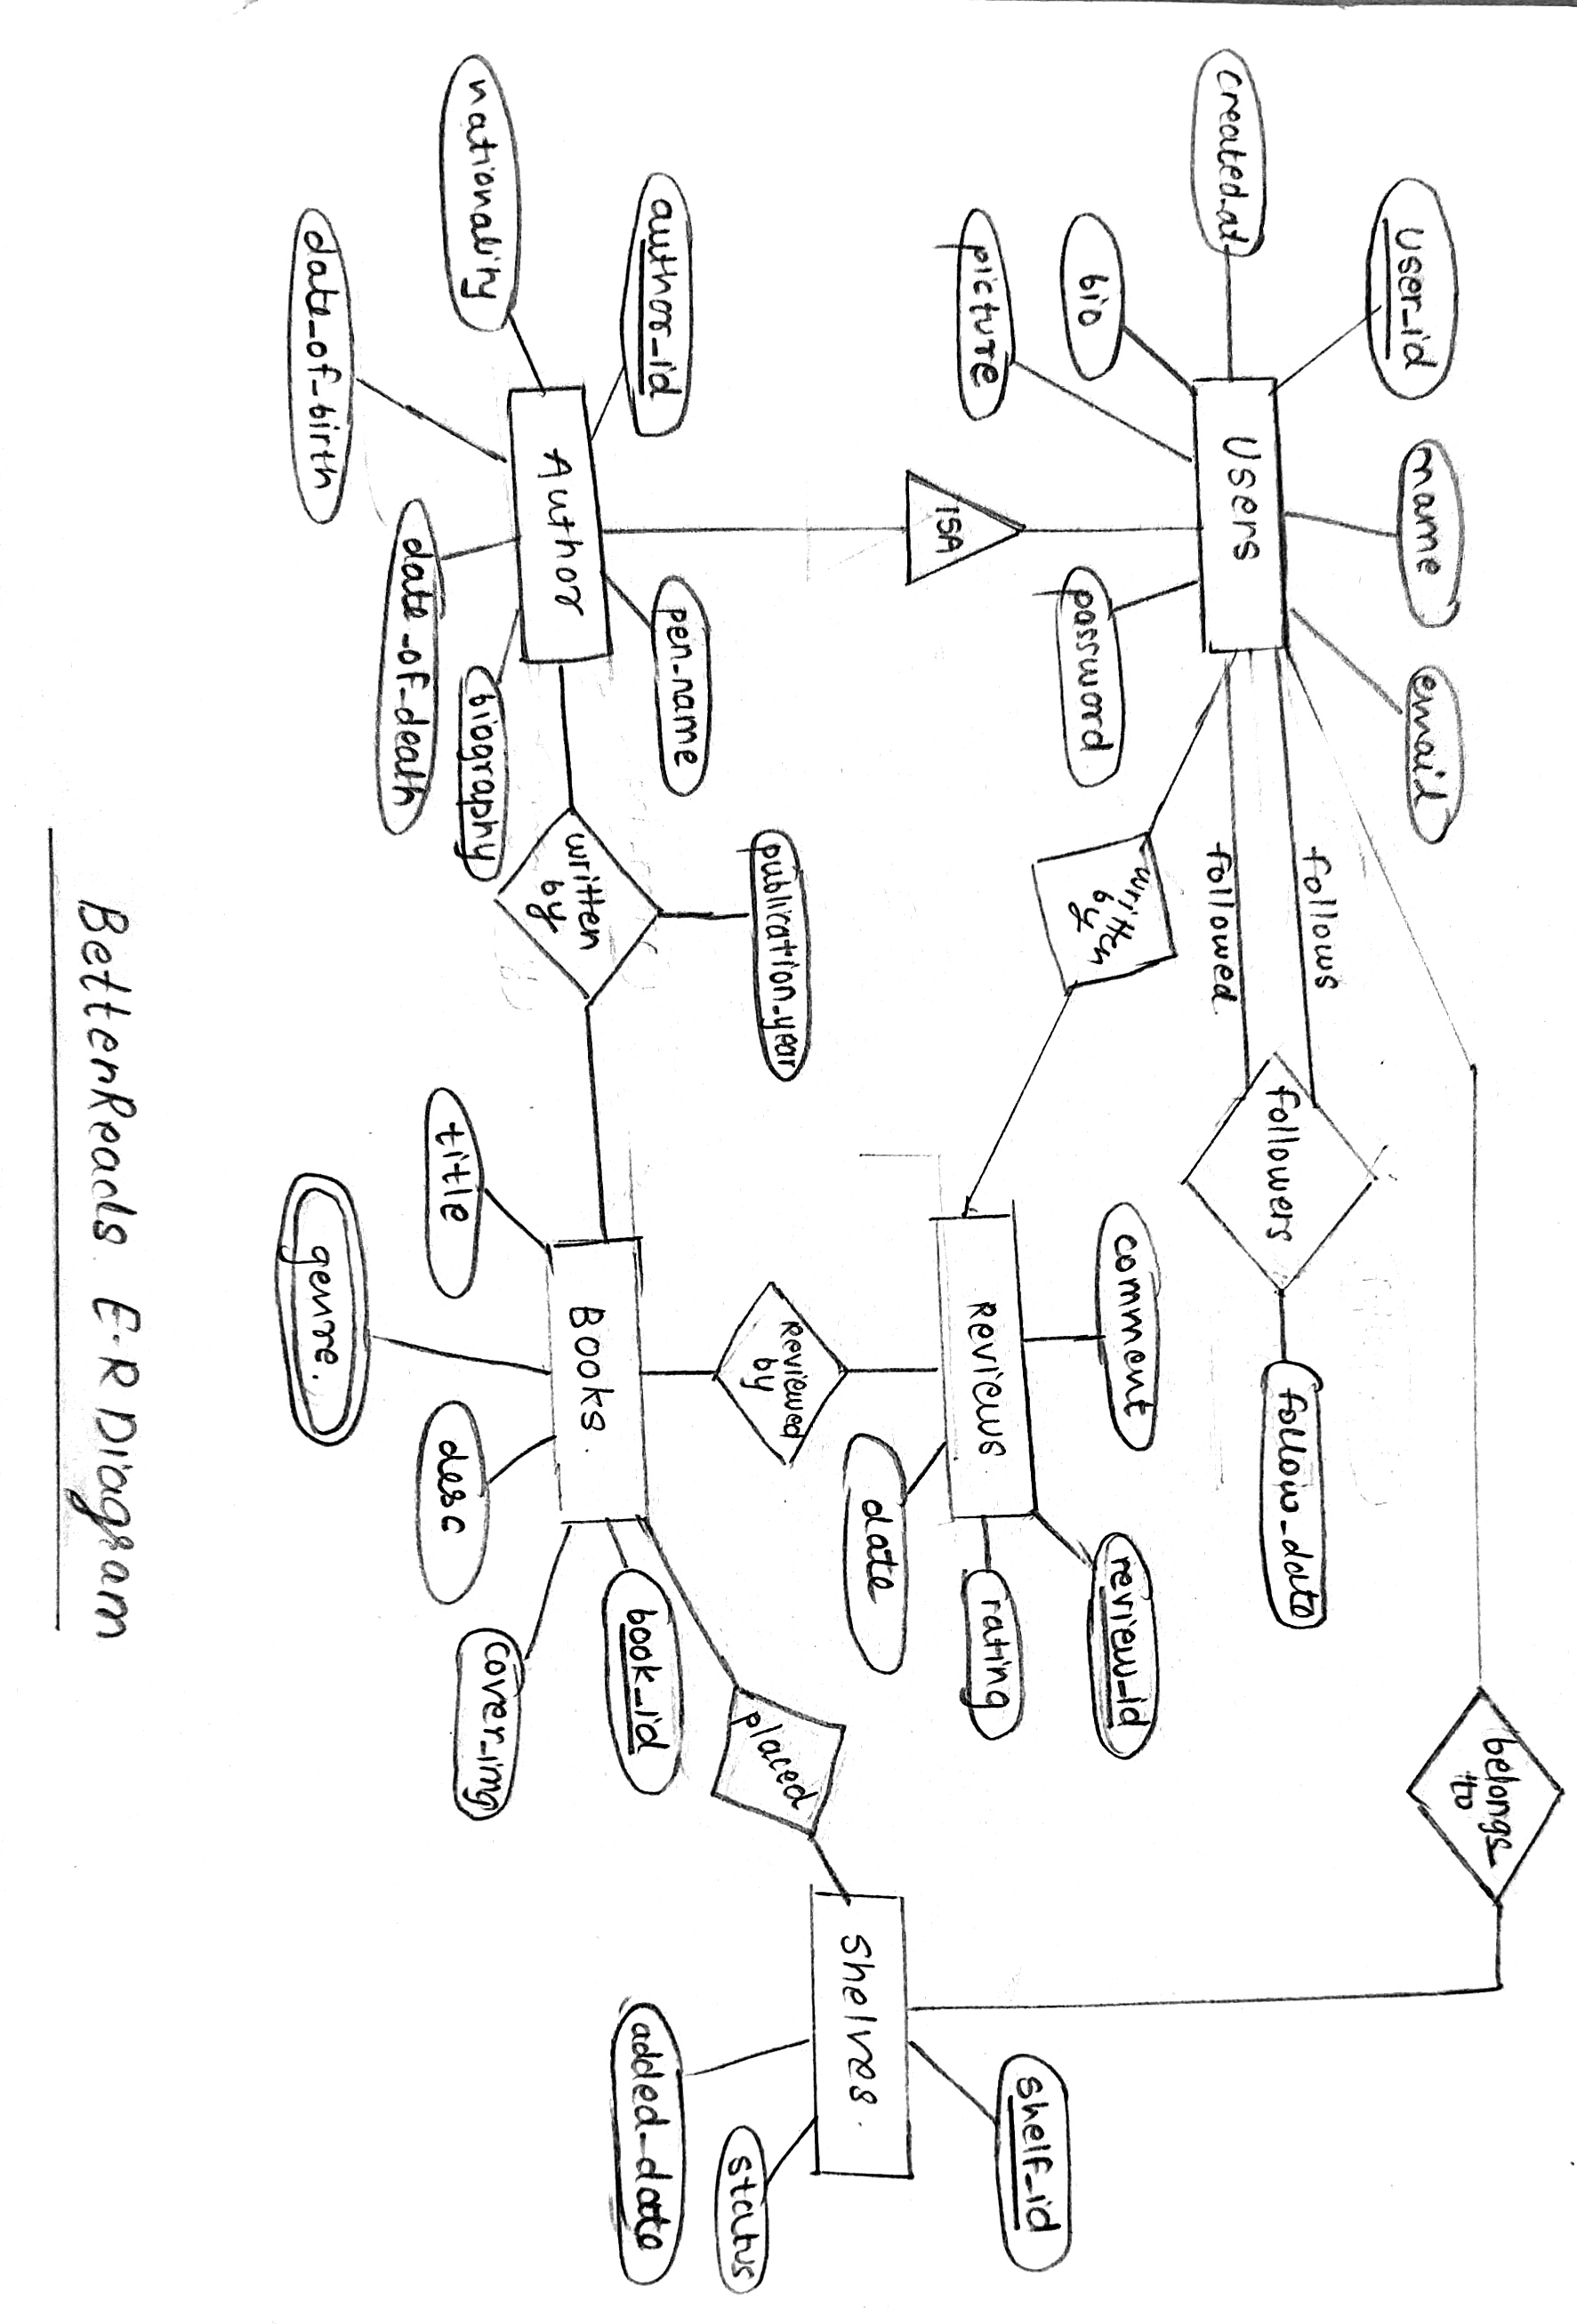 user_id
name
email
created_at
Users
follows
followed
followers
follow_date
belongs
to
bio
picture
password
ISA
written
by
comment
review_id
Reviews.
rating
date
shelf_id
Shelves.
status
added_date
author_id
pen_name
publication_year
Reviewed
by
placed
nationality
Author
written
by
Books.
book_id
date_of_birth
date_of_death
biography
title
genre.
desc
cover_img
BetterReads E-R Diagram